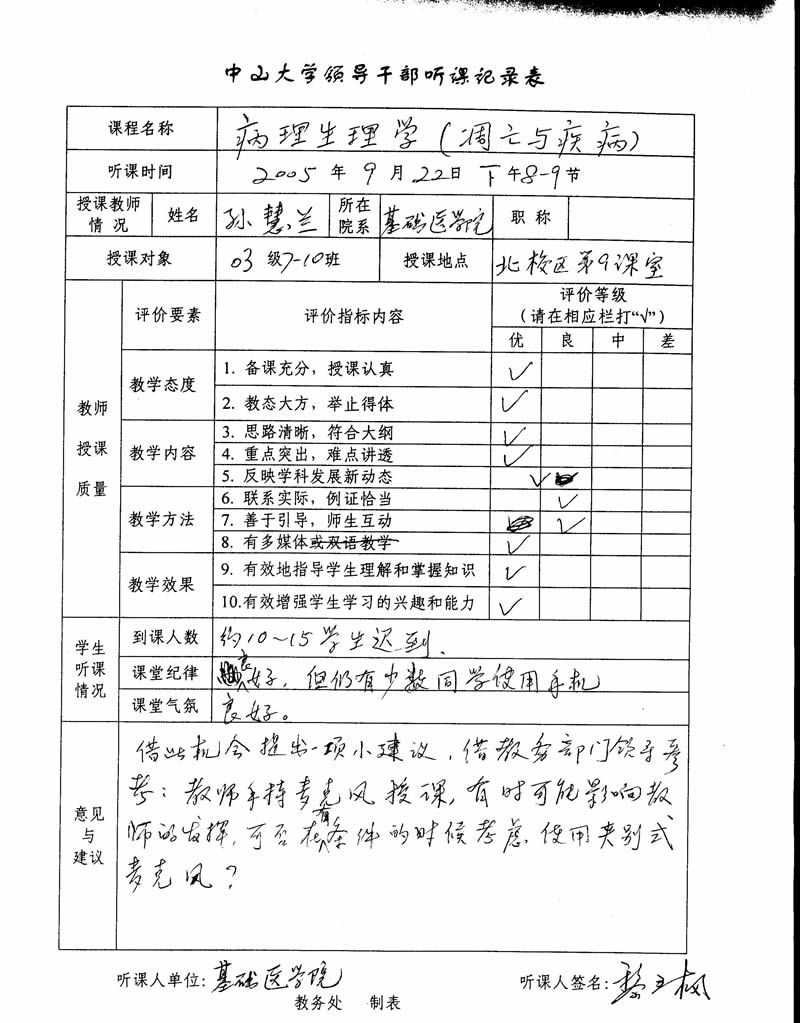 中山大学领导干部听课记录表
课程名称 病理生理学(凋亡与疾病)
听课时间 2005 年 9 月 22 日 下午 8-9 节
授课教师情况 姓名 孙慧兰 所在院系 基础医学院 职称
授课对象 03 级 7-10 班 授课地点 北校区第9课室
教师授课质量 评价要素 评价指标内容 评价等级
(请在相应栏打“√”)
优 良 中 差
教学态度 1. 备课充分，授课认真 √
2. 教态大方，举止得体 √
教学内容 3. 思路清晰，符合大纲 √
4. 重点突出，难点讲透 √
5. 反映学科发展新动态 √
教学方法 6. 联系实际，例证恰当 √
7. 善于引导，师生互动 √
8. 有多媒体或双语教学 √
教学效果 9. 有效地指导学生理解和掌握知识 √
10.有效增强学生学习的兴趣和能力 √
学生听课情况 到课人数 约10~15学生迟到.
课堂纪律 良好，但仍有少数同学使用手机
课堂气氛 良好。
意见与建议 借此机会提出一项小建议，借教务部门领导参
考：教师手持麦克风授课，有时可能影响教
师的发挥，可否在有条件的时候考虑使用夹别式
麦克风？
听课人单位：基础医学院 听课人签名：
教务处 制表